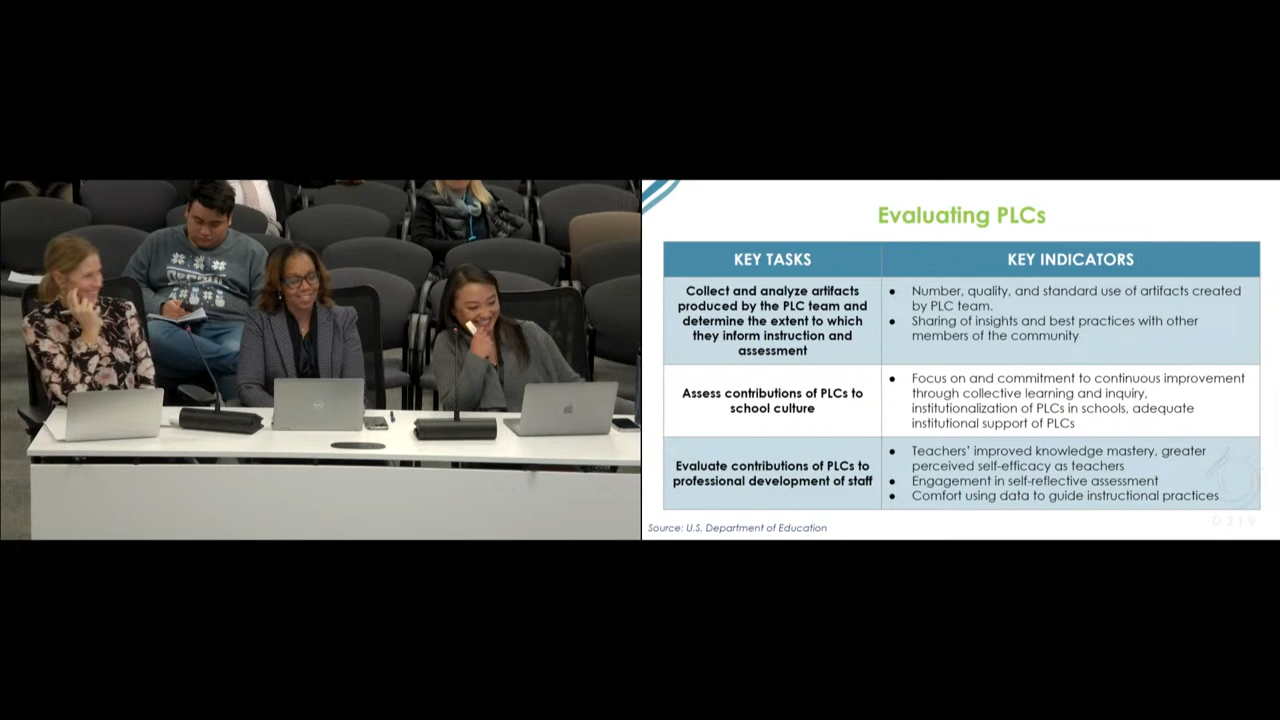 Evaluating PLCs
KEY TASKS
KEY INDICATORS
Collect and analyze artifacts
produced by the PLC team and
determine the extent to which
they inform instruction and
assessment
● Number, quality, and standard use of artifacts created
by PLC team.
● Sharing of insights and best practices with other
members of the community
Assess contributions of PLCs to
school culture
● Focus on and commitment to continuous improvement
through collective learning and inquiry,
institutionalization of PLCs in schools, adequate
institutional support of PLCs
Evaluate contributions of PLCs to
professional development of staff
● Teachers’ improved knowledge mastery, greater
perceived self-efficacy as teachers
● Engagement in self-reflective assessment
● Comfort using data to guide instructional practices
D219
Source: U.S. Department of Education